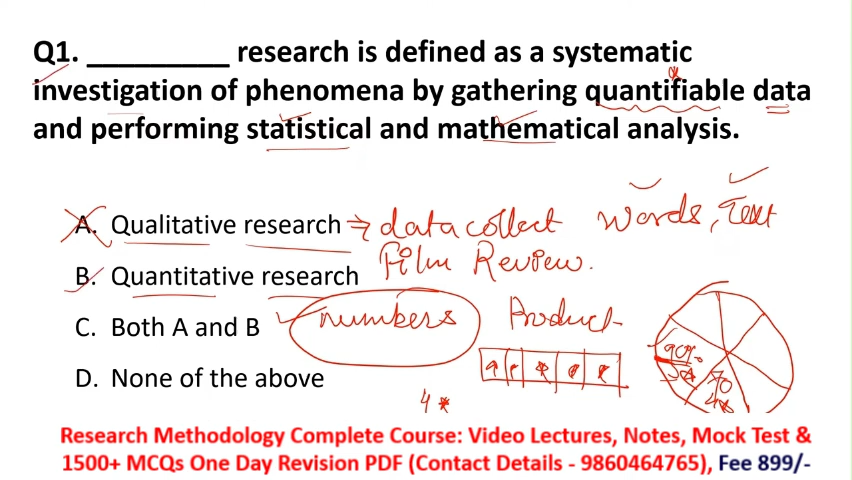 Q1. _________ research is defined as a systematic
investigation of phenomena by gathering quantifiable data
and performing statistical and mathematical analysis.
A. Qualitative research ⇒ data collect words, Text
Film Review.
B. Quantitative research
numbers Product
C. Both A and B
90%
D. None of the above
4*
Research Methodology Complete Course: Video Lectures, Notes, Mock Test &
1500+ MCQs One Day Revision PDF (Contact Details - 9860464765), Fee 899/-